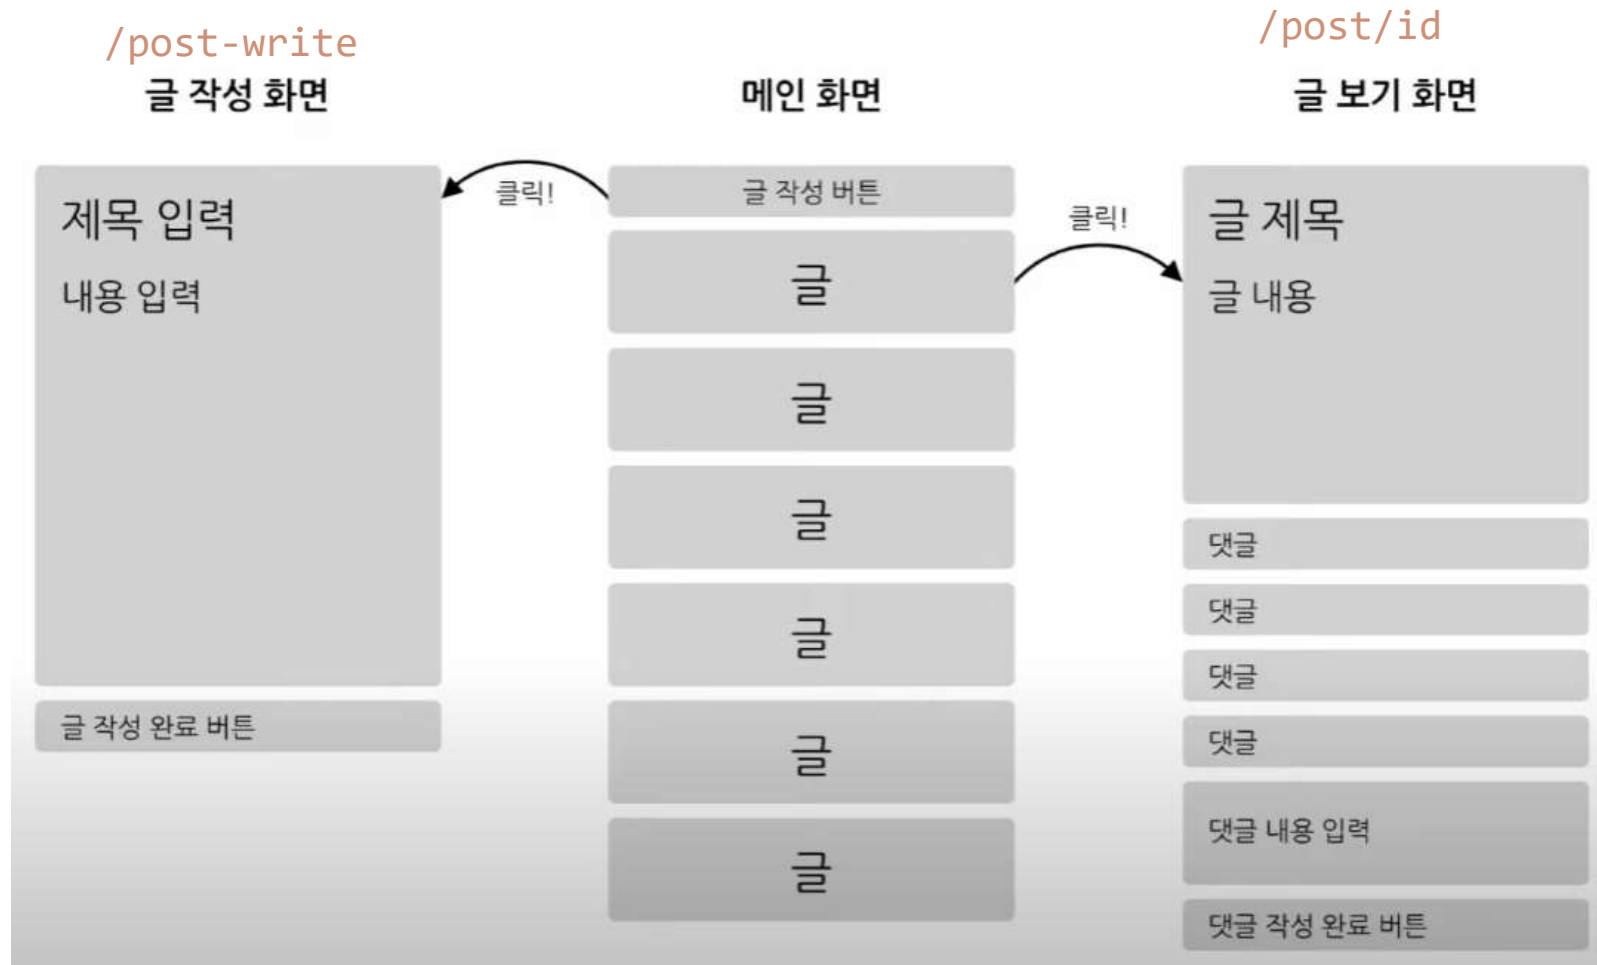 /post-write
글 작성 화면
제목 입력
내용 입력
글 작성 완료 버튼
클릭!
메인 화면
글 작성 버튼
글
글
글
글
글
글
클릭!
/post/id
글 보기 화면
글 제목
글 내용
댓글
댓글
댓글
댓글
댓글 내용 입력
댓글 작성 완료 버튼